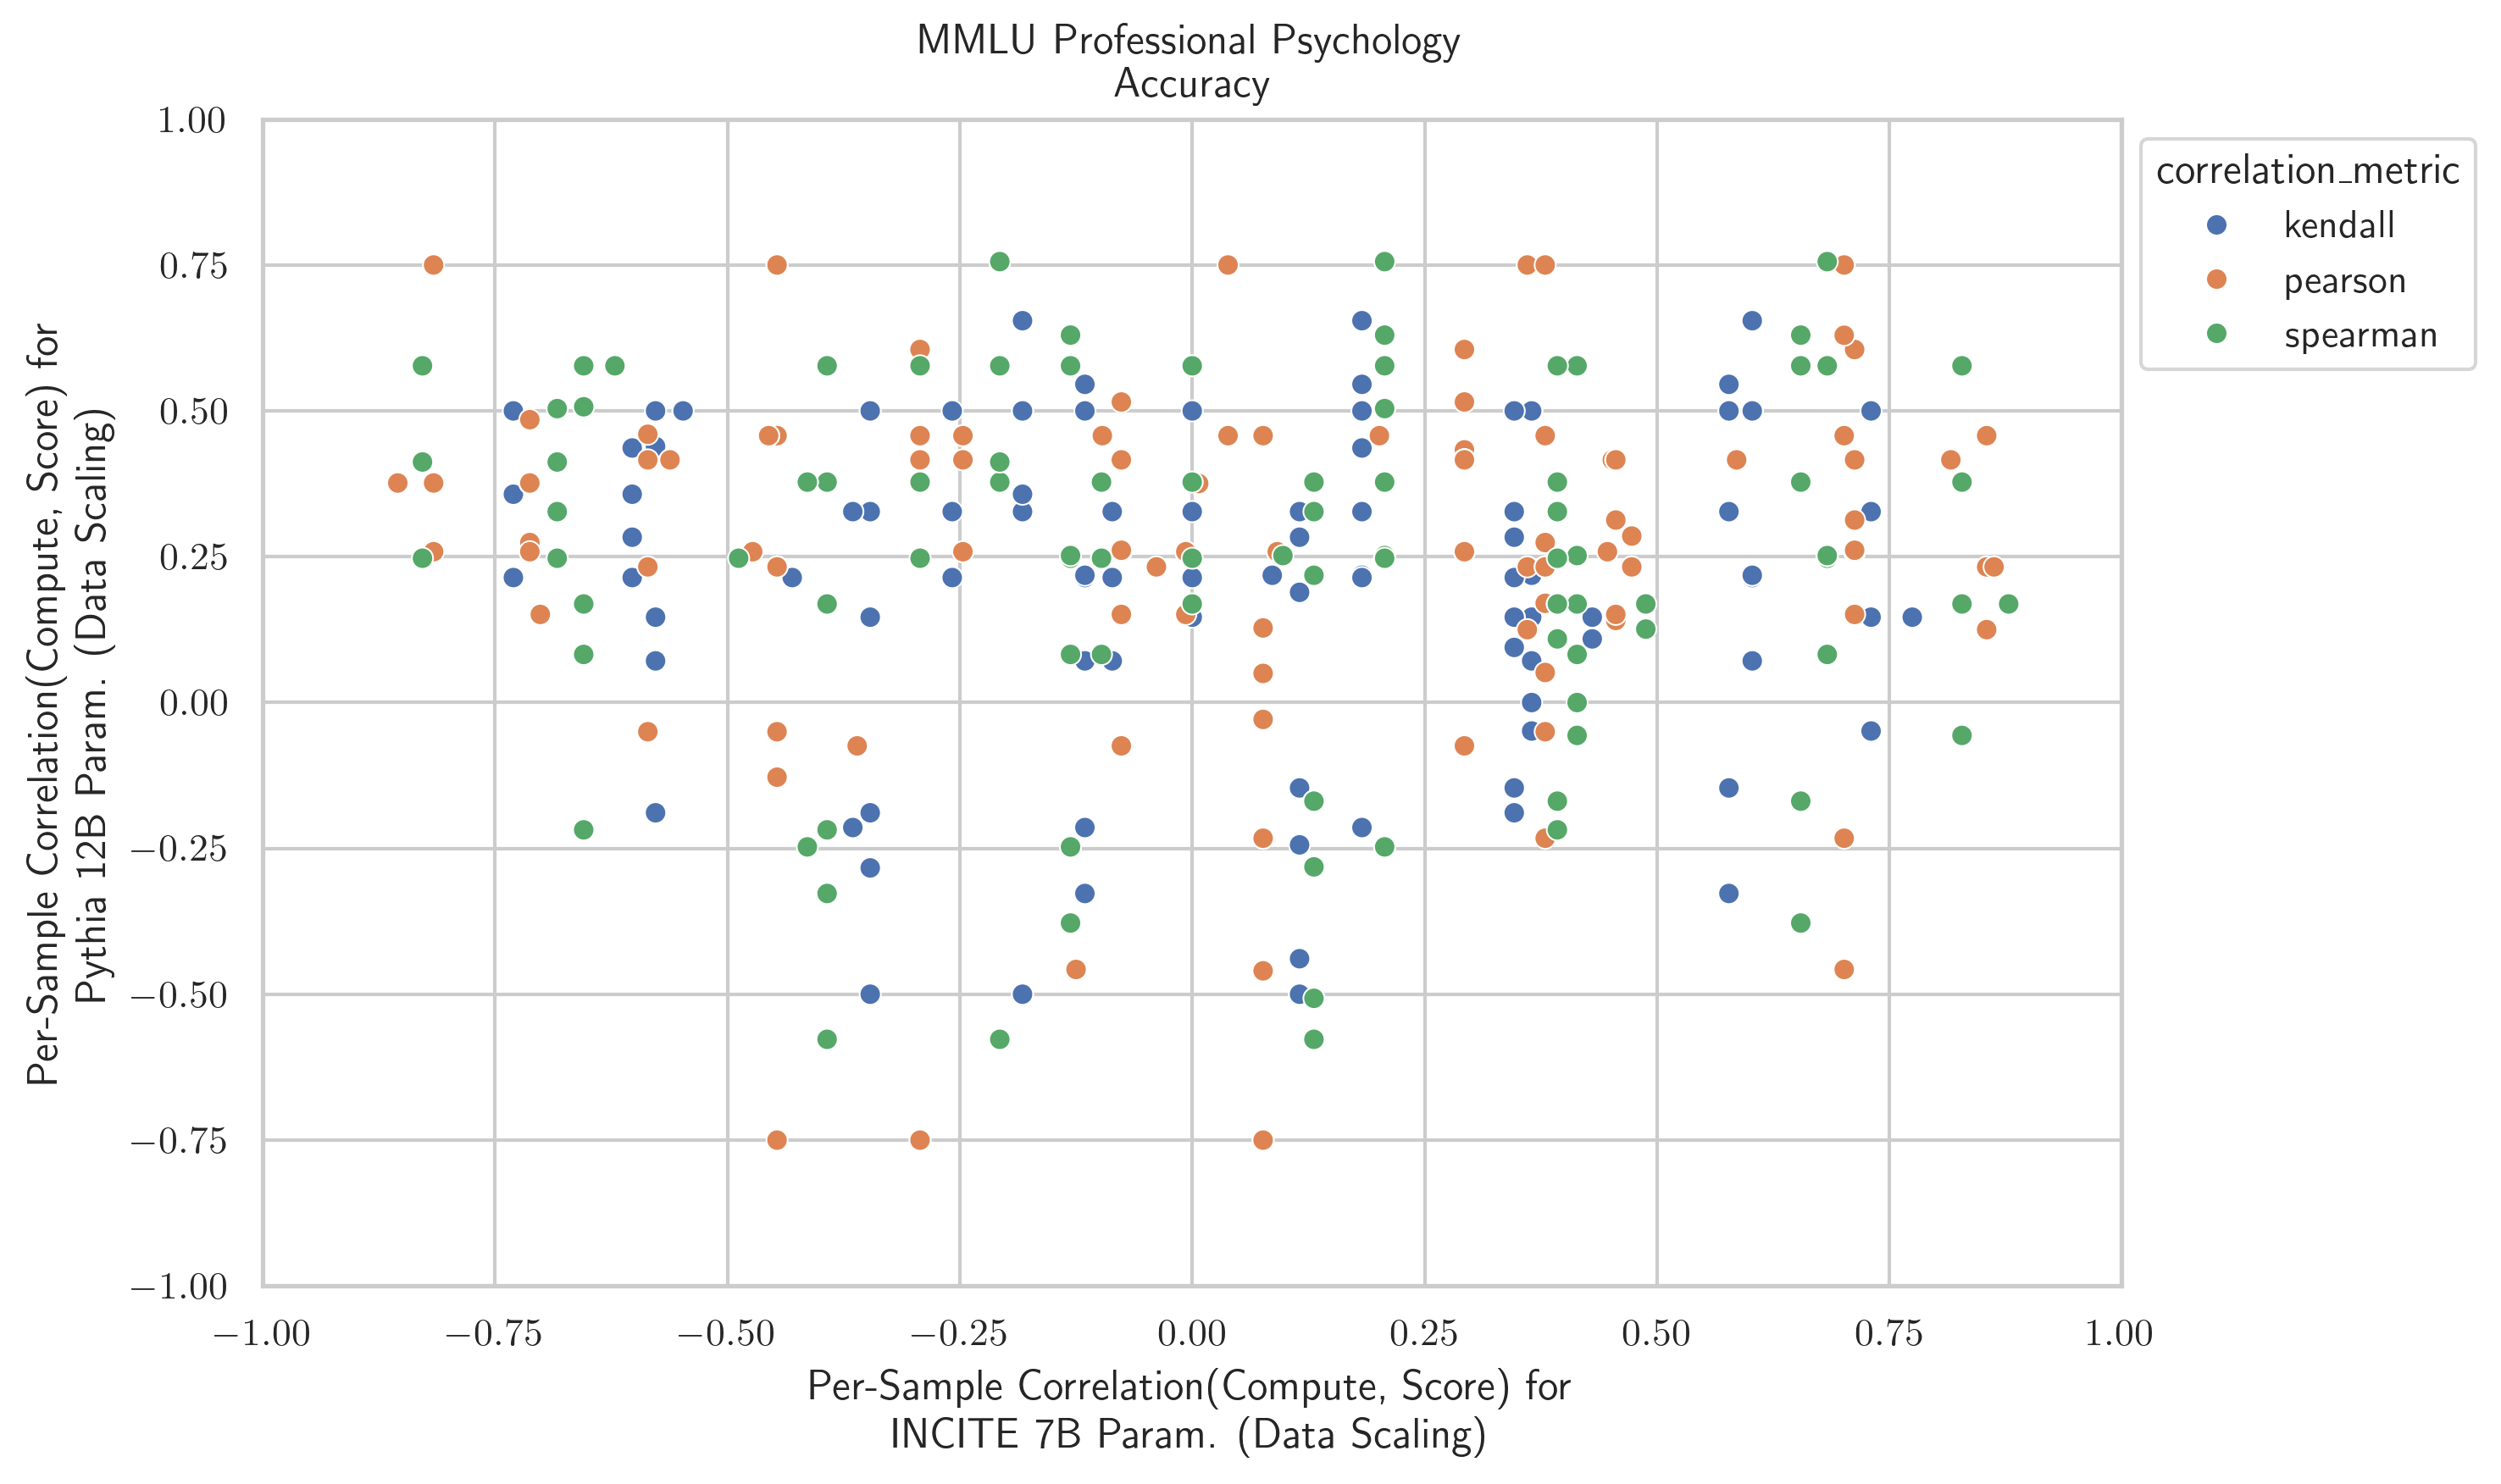 MMLU Professional Psychology
Accuracy
Per-Sample Correlation(Compute, Score) for
Pythia 12B Param. (Data Scaling)
1.00
0.75
0.50
0.25
0.00
−0.25
−0.50
−0.75
−1.00
−1.00 −0.75 −0.50 −0.25 0.00 0.25 0.50 0.75 1.00
Per-Sample Correlation(Compute, Score) for
INCITE 7B Param. (Data Scaling)
correlation_metric
kendall
pearson
spearman